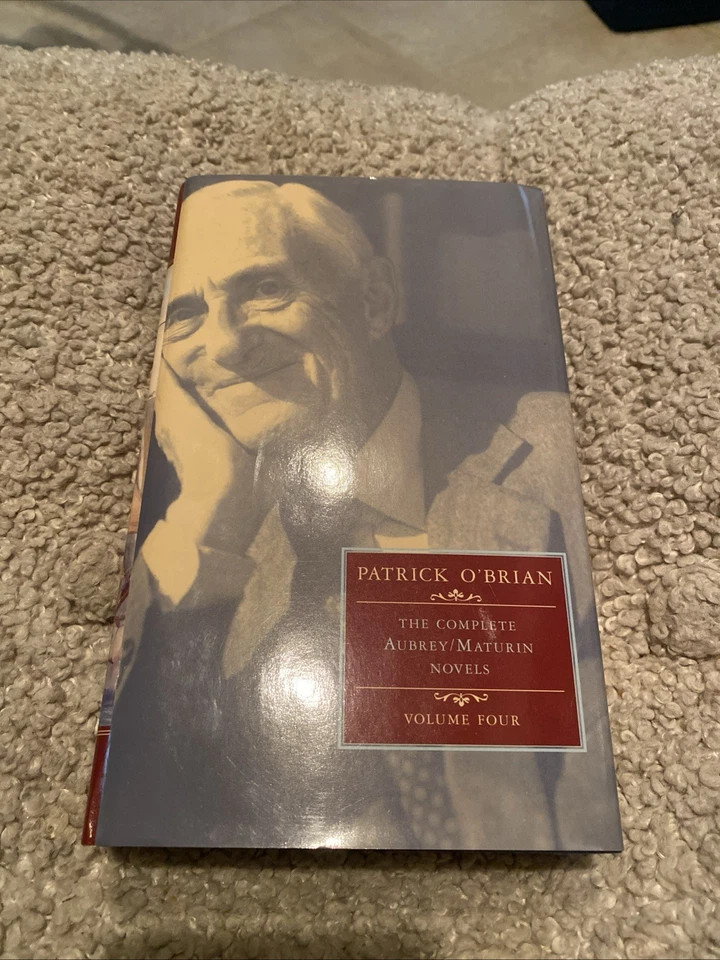 PATRICK O'BRIAN
THE COMPLETE
AUBREY/MATURIN
NOVELS
VOLUME FOUR